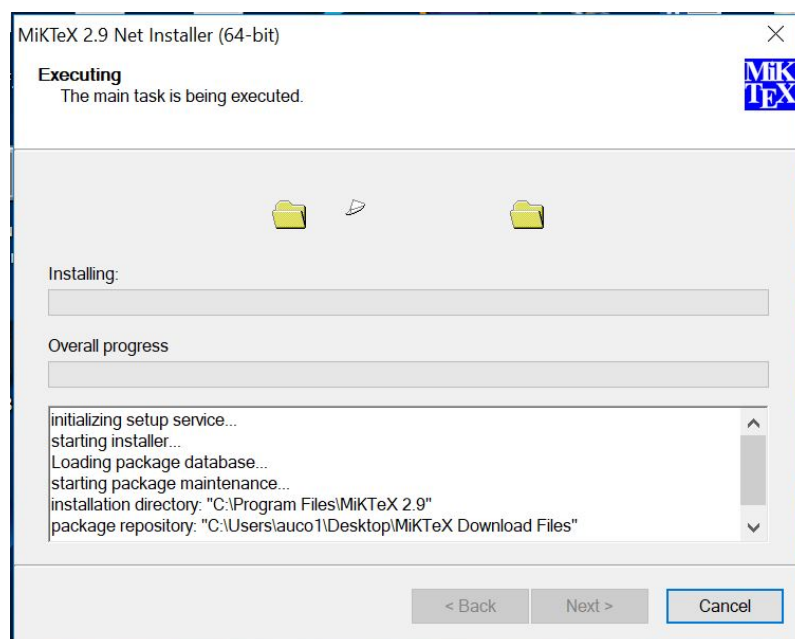 MiKTeX 2.9 Net Installer (64-bit)
Executing
The main task is being executed.
MiK
TEX
Installing:
Overall progress
initializing setup service...
starting installer...
Loading package database...
starting package maintenance...
installation directory: "C:\Program Files\MiKTeX 2.9"
package repository: "C:\Users\auco1\Desktop\MiKTeX Download Files"
< Back
Next >
Cancel